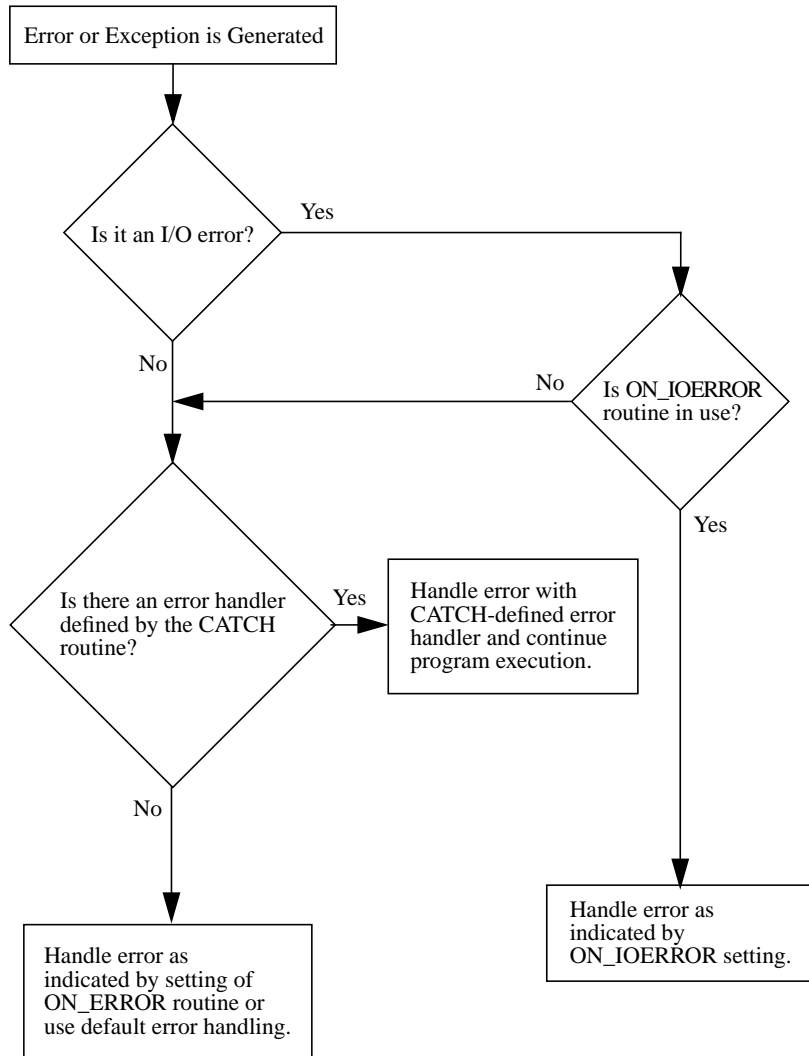 Error or Exception is Generated
Yes
Is it an I/O error?
No
No
Is ON_IOERROR
routine in use?
Yes
Is there an error handler
defined by the CATCH
routine?
Yes
Handle error with
CATCH-defined error
handler and continue
program execution.
No
Handle error as
indicated by
ON_IOERROR setting.
Handle error as
indicated by setting of
ON_ERROR routine or
use default error handling.